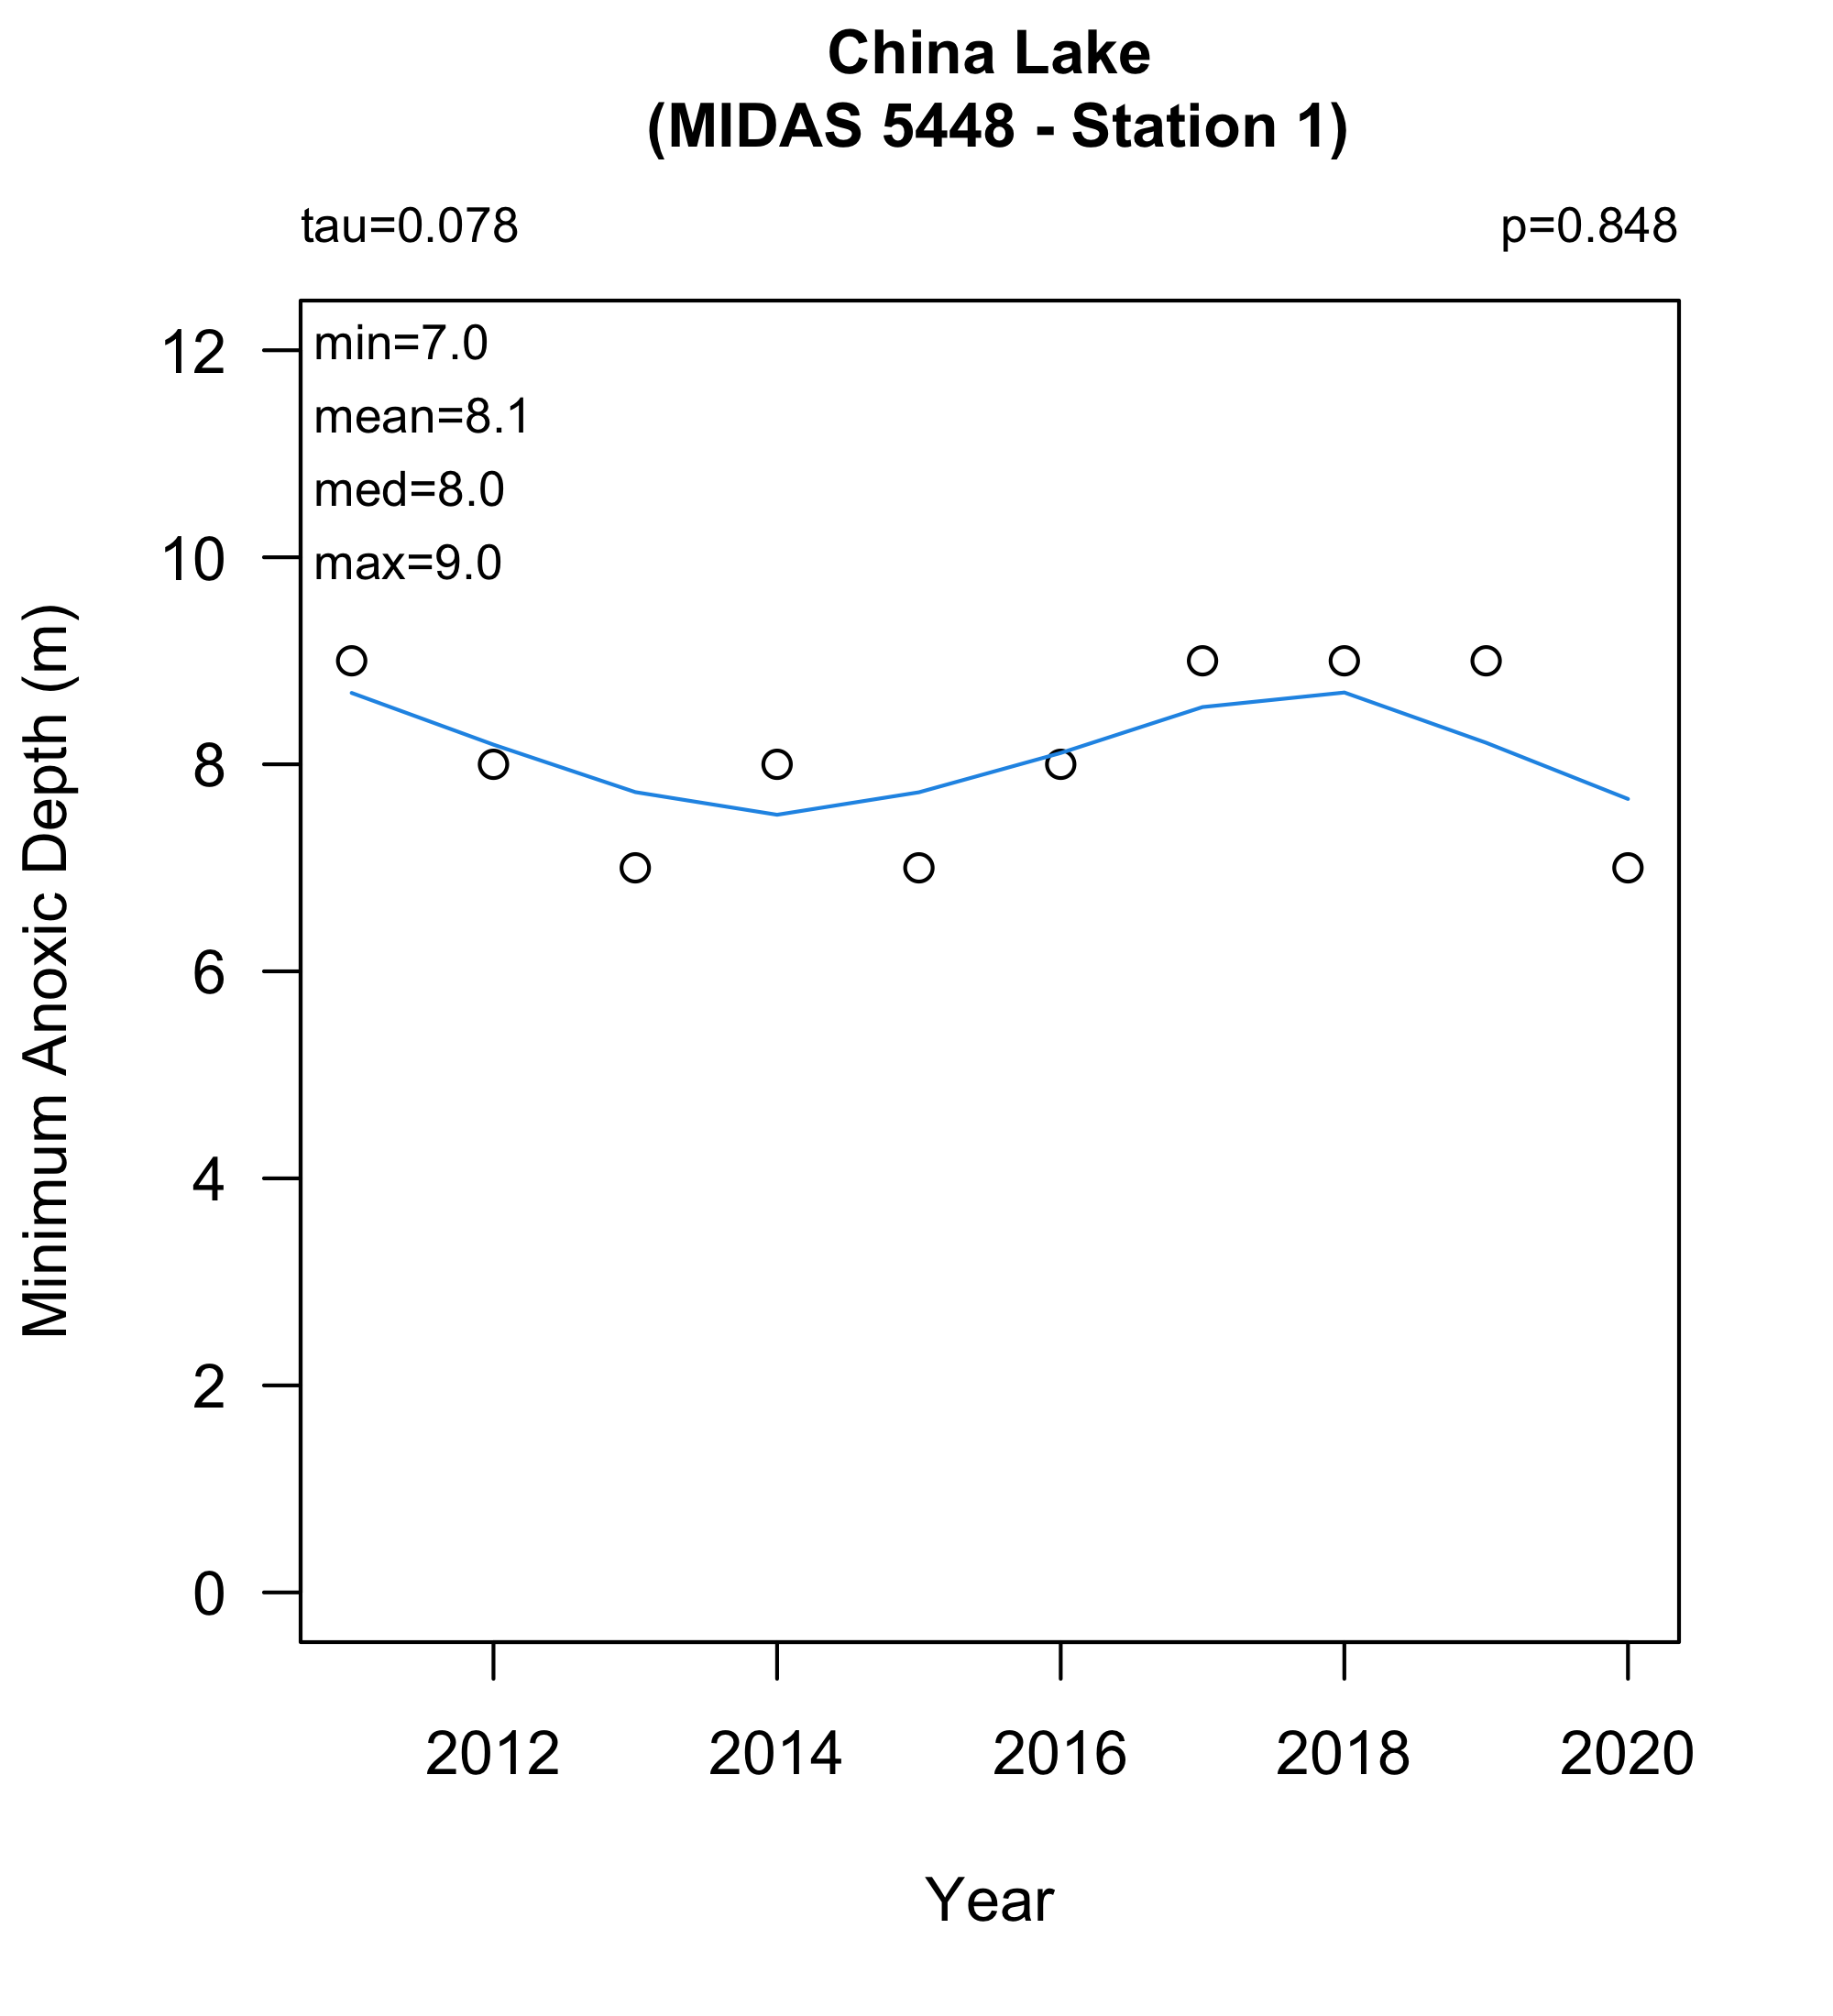 China Lake
(MIDAS 5448 - Station 1)
tau=0.078
p=0.848
min=7.0
mean=8.1
med=8.0
max=9.0
12
10
8
6
4
2
0
Minimum Anoxic Depth (m)
2012
2014
2016
2018
2020
Year